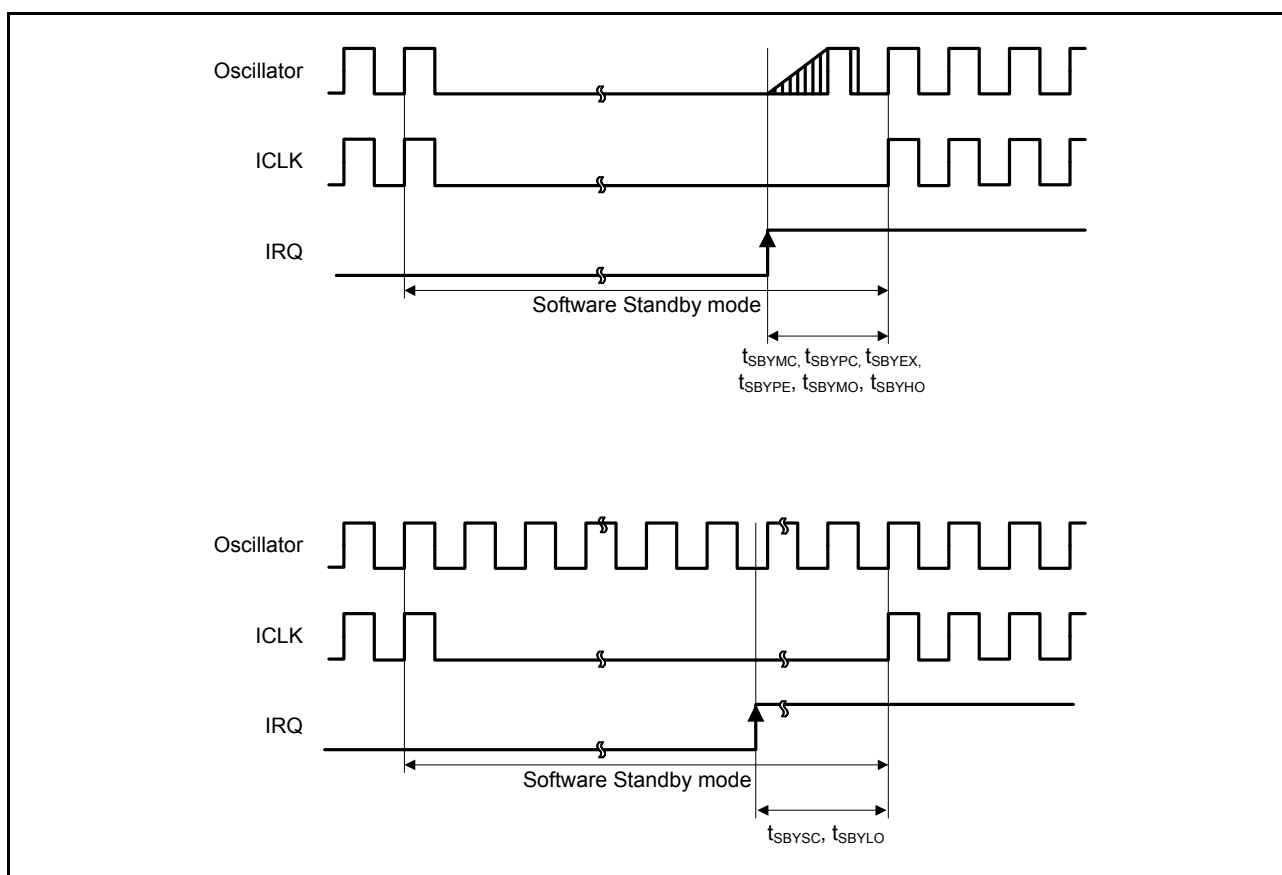 Oscillator
ICLK
IRQ
Software Standby mode
tSBYMC, tSBYPC, tSBYEX,
tSBYPE, tSBYMO, tSBYHO
Oscillator
ICLK
IRQ
Software Standby mode
tSBYSC, tSBYLO